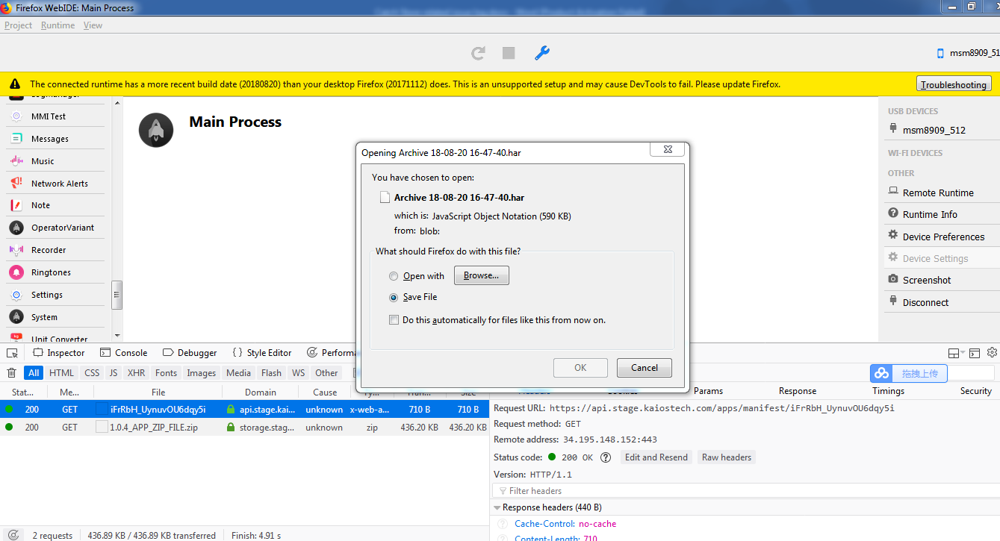 Firefox WebIDE: Main Process
Project Runtime View
msm8909_51
The connected runtime has a more recent build date (20180820) than your desktop Firefox (20171112) does. This is an unsupported setup and may cause DevTools to fail. Please update Firefox.
Troubleshooting
MMI Test
Messages
Music
Network Alerts
Note
OperatorVariant
Recorder
Ringtones
Settings
System
Unit Converter
Main Process
Opening Archive 18-08-20 16-47-40.har
You have chosen to open:
Archive 18-08-20 16-47-40.har
which is: JavaScript Object Notation (590 KB)
from: blob:
What should Firefox do with this file?
Open with Browse...
Save File
Do this automatically for files like this from now on.
OK Cancel
USB DEVICES
msm8909_512
WI-FI DEVICES
OTHER
Remote Runtime
Runtime Info
Device Preferences
Device Settings
Screenshot
Disconnect
Inspector Console Debugger Style Editor Performa
All HTML CSS JS XHR Fonts Images Media Flash WS Other
拖拽上传
Stat... Me... File Domain Cause Ty... Tran... Size
200 GET iFrRbH_UynuvOU6dqy5i api.stage.kai... unknown x-web-a... 710 B 710 B
200 GET 1.0.4_APP_ZIP_FILE.zip storage.stag... unknown zip 436.20 KB 436.20 KB
Headers Cookies Params Response Timings Security
Request URL: https://api.stage.kaiostech.com/apps/manifest/iFrRbH_UynuvOU6dqy5i
Request method: GET
Remote address: 34.195.148.152:443
Status code: 200 OK Edit and Resend Raw headers
Version: HTTP/1.1
Filter headers
Response headers (440 B)
Cache-Control: no-cache
Content-Length: 710
2 requests 436.89 KB / 436.89 KB transferred Finish: 4.91 s